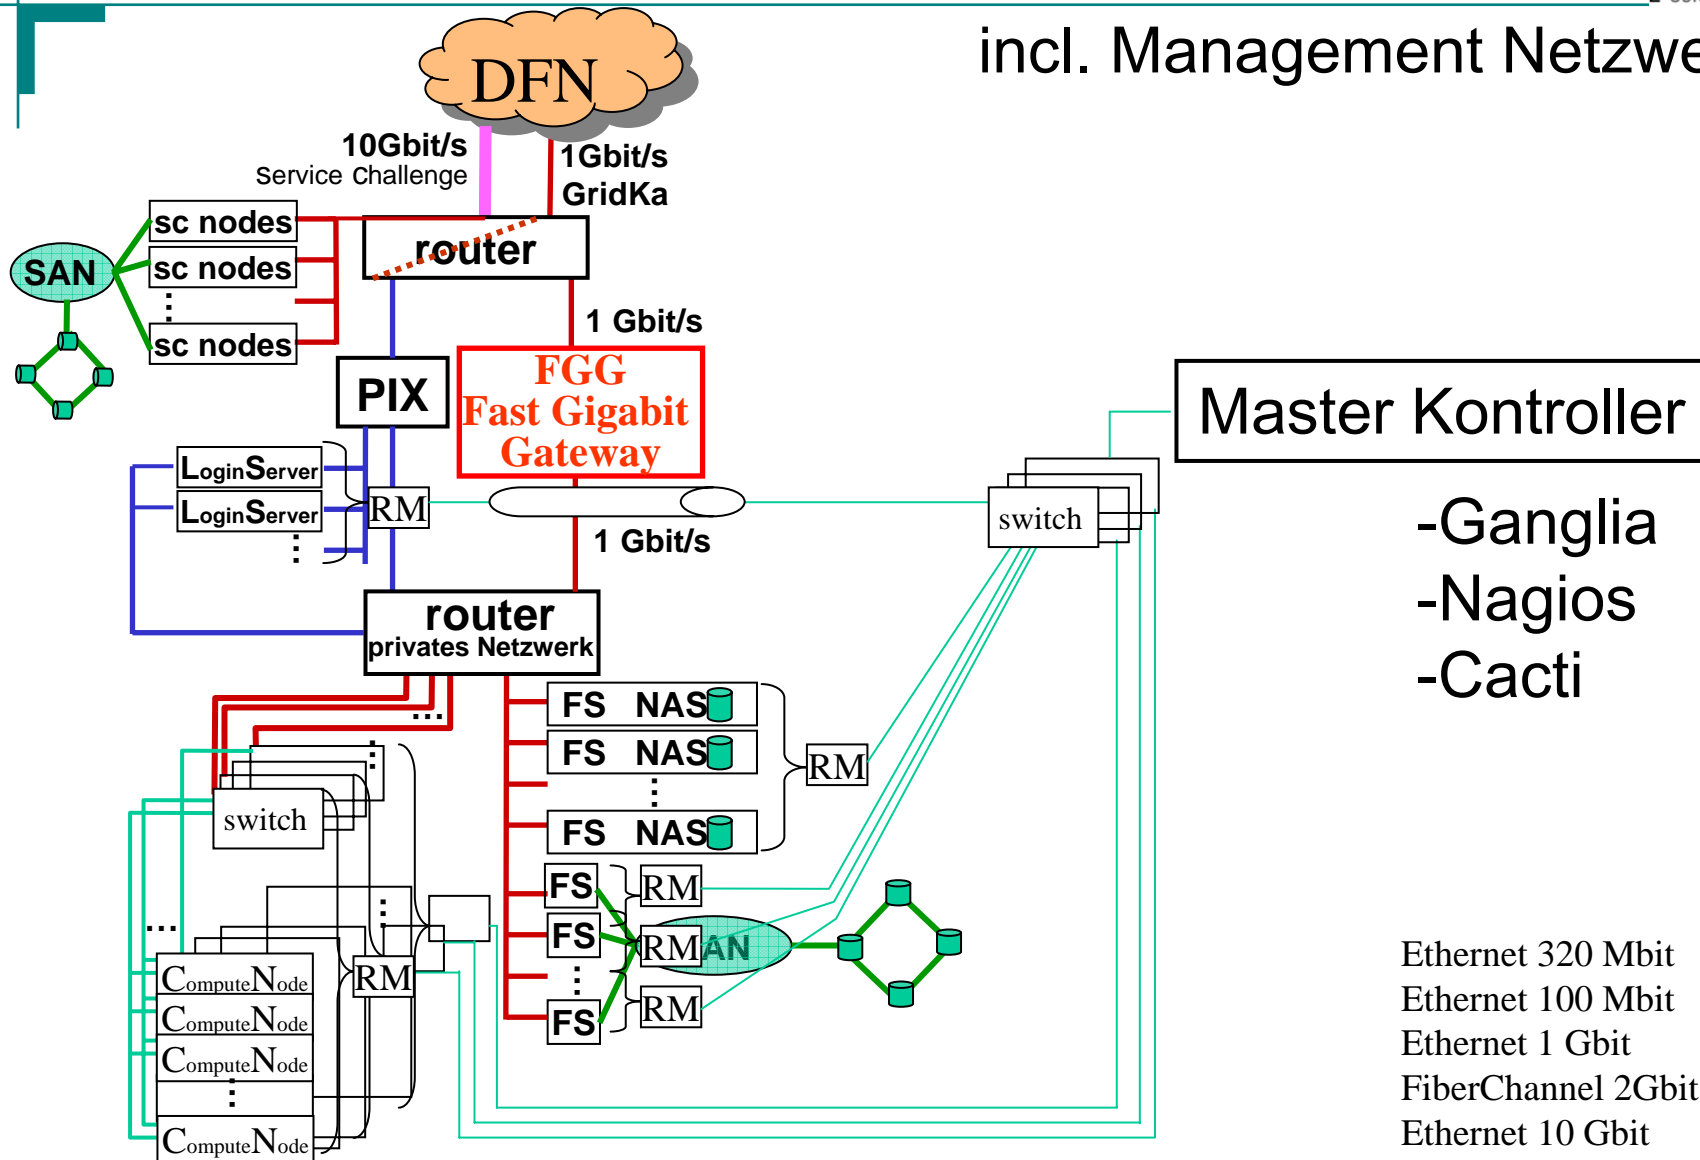 incl. Management Netzwe
DFN
10Gbit/s
Service Challenge
1Gbit/s
GridKa
sc nodes
sc nodes
⋮
sc nodes
SAN
router
1 Gbit/s
PIX
FGG
Fast Gigabit
Gateway
Master Kontroller
LoginServer
LoginServer
⋮
RM
switch
1 Gbit/s
-Ganglia
-Nagios
-Cacti
router
privates Netzwerk
...
FS NAS
FS NAS
⋮
FS NAS
RM
switch
⋮
FS
RM
FS
RM
AN
⋮
FS
RM
...
⋮
ComputeNode
RM
ComputeNode
ComputeNode
⋮
ComputeNode
Ethernet 320 Mbit
Ethernet 100 Mbit
Ethernet 1 Gbit
FiberChannel 2Gbit
Ethernet 10 Gbit